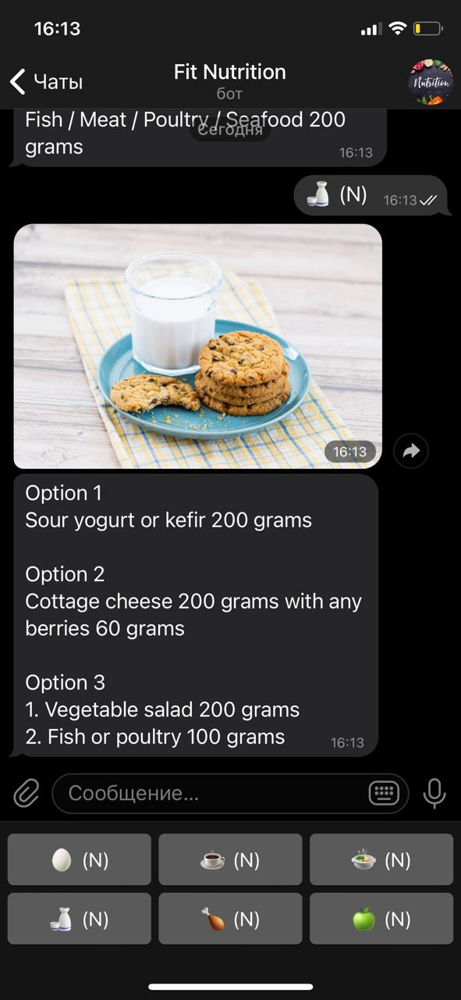 16:13
Чаты
Fit Nutrition
бот
Nutrition
Fish / Meat / Poultry / Seafood 200
Сегодня
grams
16:13
(N) 16:13
16:13
Option 1
Sour yogurt or kefir 200 grams
Option 2
Cottage cheese 200 grams with any
berries 60 grams
Option 3
1. Vegetable salad 200 grams
2. Fish or poultry 100 grams
16:13
Сообщение...
(N) (N) (N)
(N) (N) (N)